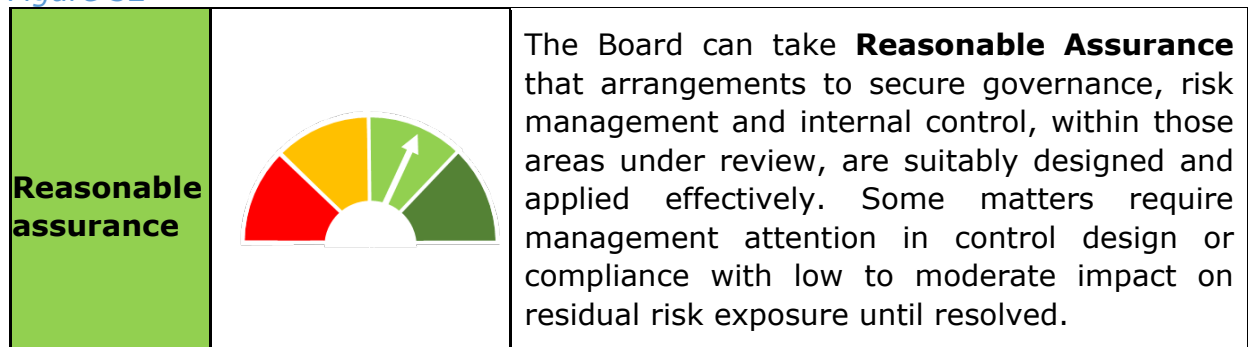 Reasonable
assurance
The Board can take Reasonable Assurance
that arrangements to secure governance, risk
management and internal control, within those
areas under review, are suitably designed and
applied effectively. Some matters require
management attention in control design or
compliance with low to moderate impact on
residual risk exposure until resolved.